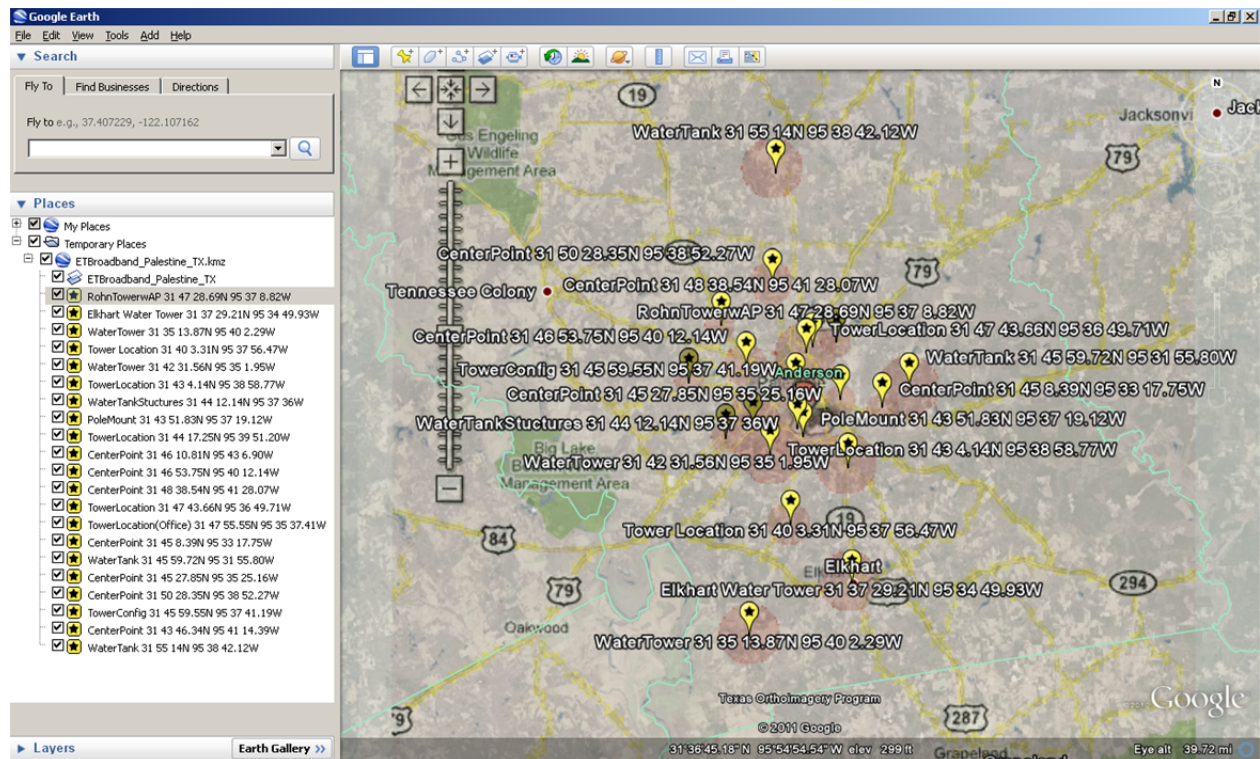 Google Earth
File Edit View Tools Add Help
Search
Fly To Find Businesses Directions
Fly to e.g., 37.407229, -122.107162
Places
My Places
Temporary Places
ETBroadband_Palestine_TX.kmz
ETBroadband_Palestine_TX
RohnTowerwAP 31 47 28.69N 95 37 8.82W
Elkhart Water Tower 31 37 29.21N 95 34 49.93W
WaterTower 31 35 13.87N 95 40 2.29W
Tower Location 31 40 3.31N 95 37 56.47W
WaterTower 31 42 31.56N 95 35 1.95W
TowerLocation 31 43 4.14N 95 38 58.77W
WaterTankStuctures 31 44 12.14N 95 37 36W
PoleMount 31 43 51.83N 95 37 19.12W
TowerLocation 31 44 17.25N 95 39 51.20W
CenterPoint 31 46 10.81N 95 43 6.90W
CenterPoint 31 46 53.75N 95 40 12.14W
CenterPoint 31 48 38.54N 95 41 28.07W
TowerLocation 31 47 43.66N 95 36 49.71W
TowerLocation(Office) 31 47 55.55N 95 35 37.41W
CenterPoint 31 45 8.39N 95 33 17.75W
WaterTank 31 45 59.72N 95 31 55.80W
CenterPoint 31 45 27.85N 95 35 25.16W
CenterPoint 31 50 28.35N 95 38 52.27W
TowerConfig 31 45 59.55N 95 37 41.19W
CenterPoint 31 43 46.34N 95 41 14.39W
WaterTank 31 55 14N 95 38 42.12W
Layers
Earth Gallery >>
N
19
Jacksonvi
Jack
Gus Engeling
Wildlife
Management Area
WaterTank 31 55 14N 95 38 42.12W
79
CenterPoint 31 50 28.35N 95 38 52.27W
79
Tennessee Colony
CenterPoint 31 48 38.54N 95 41 28.07W
RohnTowerwAP 31 47 28.69N 95 37 8.82W
TowerLocation 31 47 43.66N 95 36 49.71W
CenterPoint 31 46 53.75N 95 40 12.14W
WaterTank 31 45 59.72N 95 31 55.80W
TowerConfig 31 45 59.55N 95 37 41.19W
Anderson
CenterPoint 31 45 8.39N 95 33 17.75W
CenterPoint 31 45 27.85N 95 35 25.16W
PoleMount 31 43 51.83N 95 37 19.12W
WaterTankStuctures 31 44 12.14N 95 37 36W
Big Lake
TowerLocation 31 43 4.14N 95 38 58.77W
WaterTower 31 42 31.56N 95 35 1.95W
Management Area
19
Tower Location 31 40 3.31N 95 37 56.47W
84
Elkhart
294
79
Elkhart Water Tower 31 37 29.21N 95 34 49.93W
287
Oakwood
WaterTower 31 35 13.87N 95 40 2.29W
Texas Orthoimagery Program
Google
287
© 2011 Google
31°36'45.18" N 95°54'54.54" W elev 299 ft
Grapeland
Eye alt 39.72 mi